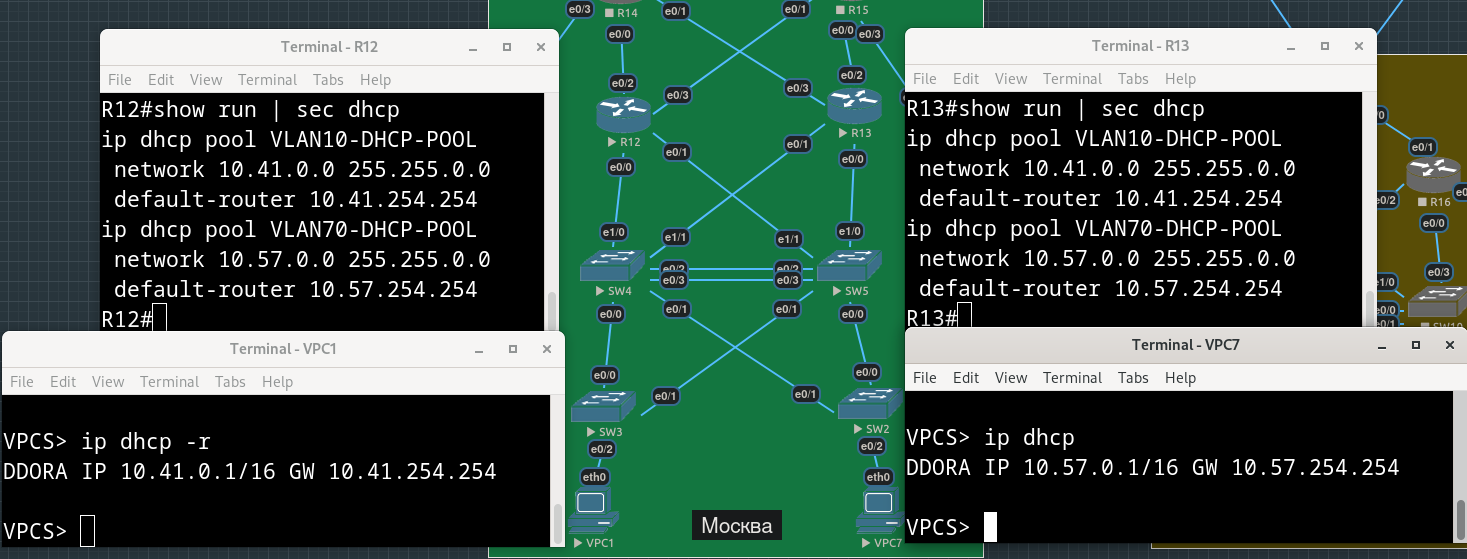 e0/3
R14
e0/1
e0/1
R15
e0/0
e0/0
e0/3
Terminal - R12
File Edit View Terminal Tabs Help
R12#show run | sec dhcp
ip dhcp pool VLAN10-DHCP-POOL
 network 10.41.0.0 255.255.0.0
 default-router 10.41.254.254
ip dhcp pool VLAN70-DHCP-POOL
 network 10.57.0.0 255.255.0.0
 default-router 10.57.254.254
R12#
Terminal - R13
File Edit View Terminal Tabs Help
R13#show run | sec dhcp
ip dhcp pool VLAN10-DHCP-POOL
 network 10.41.0.0 255.255.0.0
 default-router 10.41.254.254
ip dhcp pool VLAN70-DHCP-POOL
 network 10.57.0.0 255.255.0.0
 default-router 10.57.254.254
R13#
e0/2
e0/3
e0/3
e0/2
R12
R13
e0/1
e0/1
e0/0
e0/0
e1/0
e1/1
e1/1
e1/0
e0/2
e0/2
e0/3
e0/3
SW4
SW5
e0/0
e0/1
e0/1
e0/0
e0/0
e0/1
e0/1
e0/0
SW3
SW2
e0/2
e0/2
eth0
eth0
VPC1
VPC7
Москва
e0/1
R16
e0/2
e0/0
e0/3
Terminal - VPC1
File Edit View Terminal Tabs Help
VPCS> ip dhcp -r
DDORA IP 10.41.0.1/16 GW 10.41.254.254
VPCS>
Terminal - VPC7
File Edit View Terminal Tabs Help
VPCS> ip dhcp
DDORA IP 10.57.0.1/16 GW 10.57.254.254
VPCS>